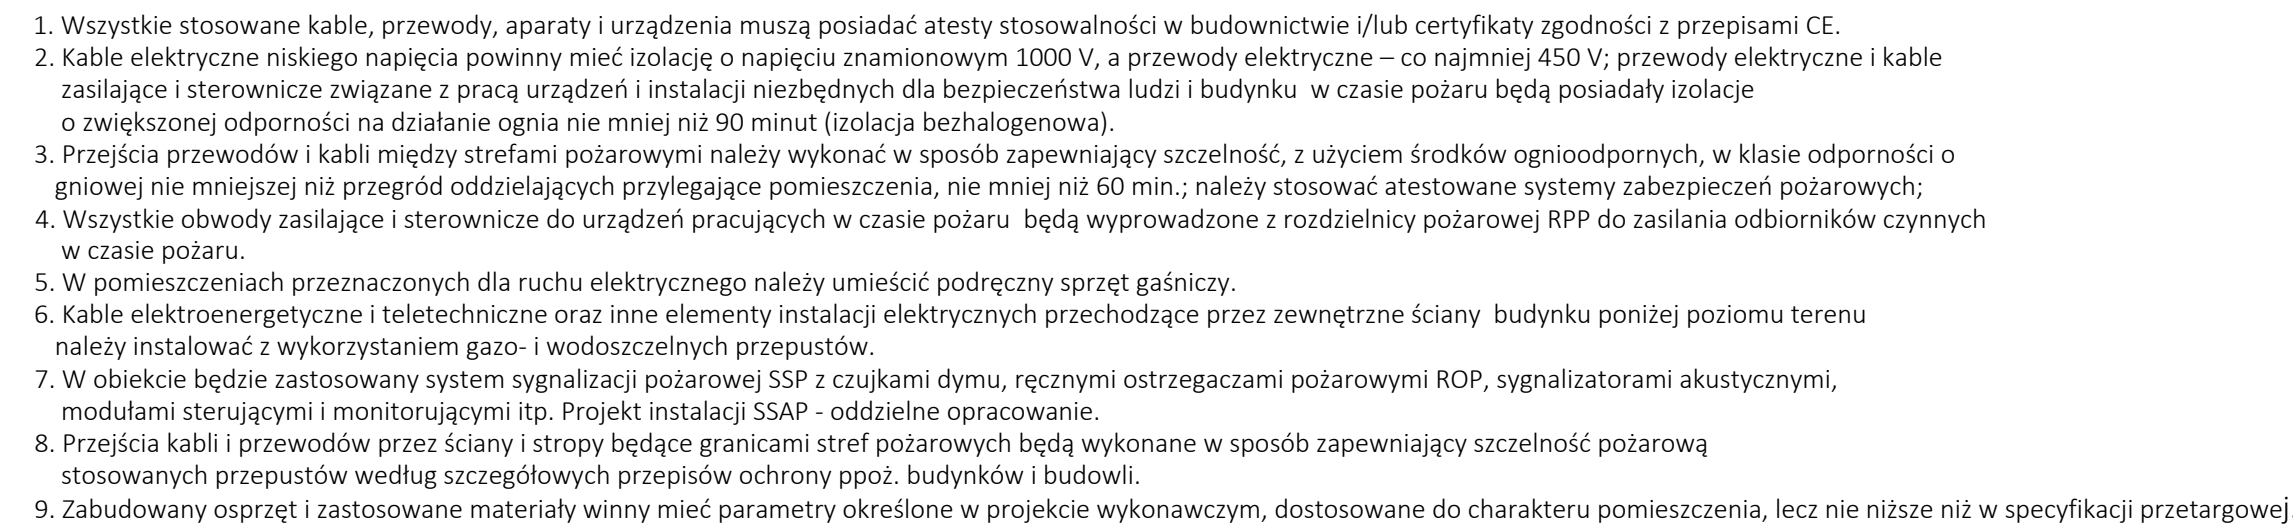 1. Wszystkie stosowane kable, przewody, aparaty i urządzenia muszą posiadać atesty stosowalności w budownictwie i/lub certyfikaty zgodności z przepisami CE.
2. Kable elektryczne niskiego napięcia powinny mieć izolację o napięciu znamionowym 1000 V, a przewody elektryczne – co najmniej 450 V; przewody elektryczne i kable
zasilające i sterownicze związane z pracą urządzeń i instalacji niezbędnych dla bezpieczeństwa ludzi i budynku  w czasie pożaru będą posiadały izolacje
o zwiększonej odporności na działanie ognia nie mniej niż 90 minut (izolacja bezhalogenowa).
3. Przejścia przewodów i kabli między strefami pożarowymi należy wykonać w sposób zapewniający szczelność, z użyciem środków ognioodpornych, w klasie odporności o
gniowej nie mniejszej niż przegród oddzielających przylegające pomieszczenia, nie mniej niż 60 min.; należy stosować atestowane systemy zabezpieczeń pożarowych;
4. Wszystkie obwody zasilające i sterownicze do urządzeń pracujących w czasie pożaru  będą wyprowadzone z rozdzielnicy pożarowej RPP do zasilania odbiorników czynnych
w czasie pożaru.
5. W pomieszczeniach przeznaczonych dla ruchu elektrycznego należy umieścić podręczny sprzęt gaśniczy.
6. Kable elektroenergetyczne i teletechniczne oraz inne elementy instalacji elektrycznych przechodzące przez zewnętrzne ściany  budynku poniżej poziomu terenu
należy instalować z wykorzystaniem gazo- i wodoszczelnych przepustów.
7. W obiekcie będzie zastosowany system sygnalizacji pożarowej SSP z czujkami dymu, ręcznymi ostrzegaczami pożarowymi ROP, sygnalizatorami akustycznymi,
modułami sterującymi i monitorującymi itp. Projekt instalacji SSAP - oddzielne opracowanie.
8. Przejścia kabli i przewodów przez ściany i stropy będące granicami stref pożarowych będą wykonane w sposób zapewniający szczelność pożarową
stosowanych przepustów według szczegółowych przepisów ochrony ppoż. budynków i budowli.
9. Zabudowany osprzęt i zastosowane materiały winny mieć parametry określone w projekcie wykonawczym, dostosowane do charakteru pomieszczenia, lecz nie niższe niż w specyfikacji przetargowej